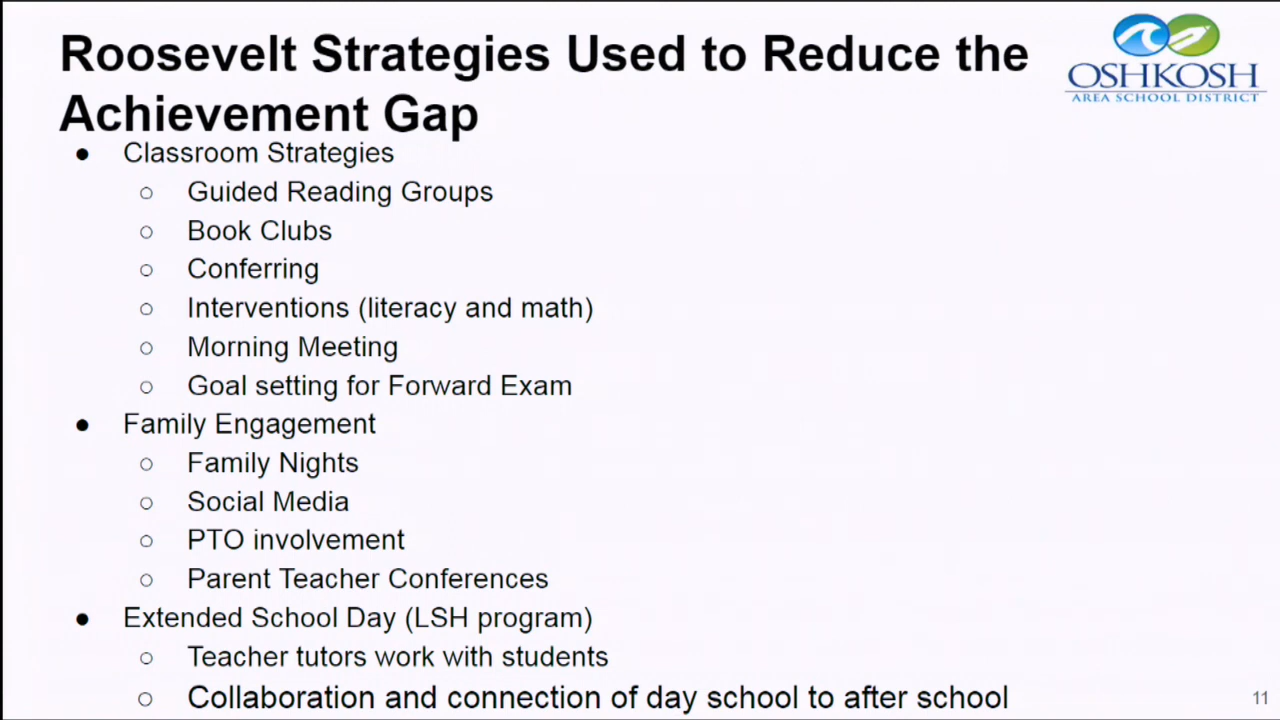 Roosevelt Strategies Used to Reduce the
Achievement Gap
OSHKOSH
AREA SCHOOL DISTRICT
● Classroom Strategies
○ Guided Reading Groups
○ Book Clubs
○ Conferring
○ Interventions (literacy and math)
○ Morning Meeting
○ Goal setting for Forward Exam
● Family Engagement
○ Family Nights
○ Social Media
○ PTO involvement
○ Parent Teacher Conferences
● Extended School Day (LSH program)
○ Teacher tutors work with students
○ Collaboration and connection of day school to after school
11